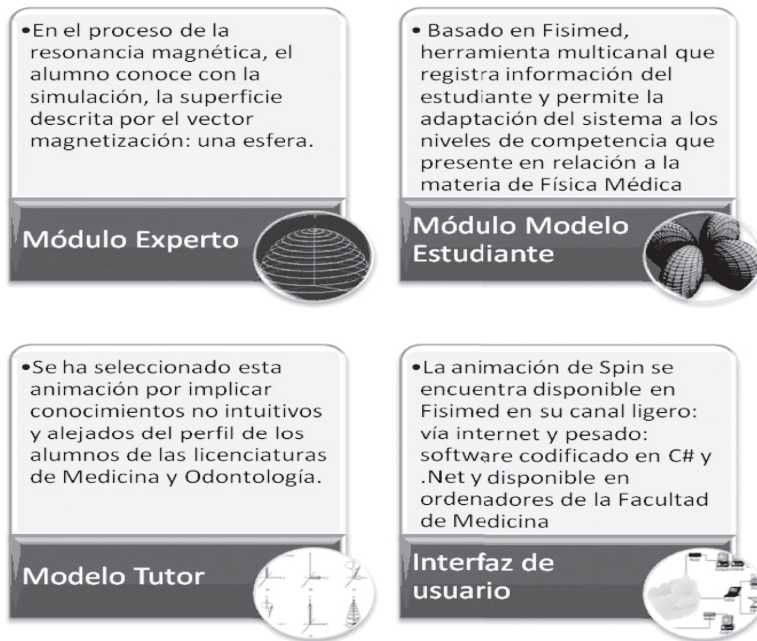 •En el proceso de la
resonancia magnética, el
alumno conoce con la
simulación, la superficie
descrita por el vector
magnetización: una esfera.
Módulo Experto
• Basado en Fisimed,
herramienta multicanal que
registra información del
estudiante y permite la
adaptación del sistema a los
niveles de competencia que
presente en relación a la
materia de Física Médica
Módulo Modelo
Estudiante
•Se ha seleccionado esta
animación por implicar
conocimientos no intuitivos
y alejados del perfil de los
alumnos de las licenciaturas
de Medicina y Odontología.
Modelo Tutor
•La animación de Spin se
encuentra disponible en
Fisimed en su canal ligero:
vía internet y pesado:
software codificado en C# y
.Net y disponible en
ordenadores de la Facultad
de Medicina
Interfaz de
usuario